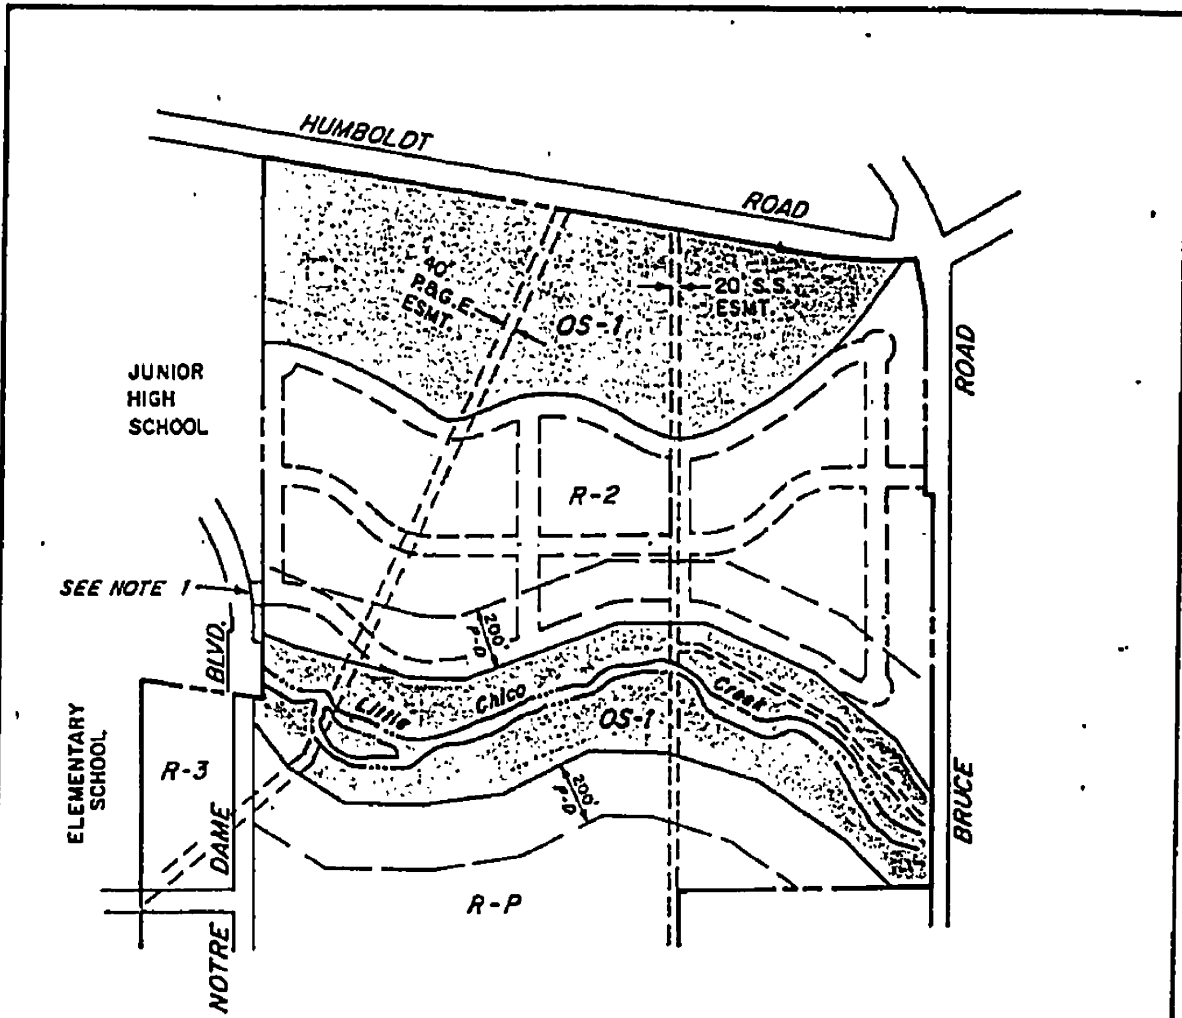 HUMBOLDT
ROAD
40'
P.&G.E.
ESMT.
20' S.S.
ESMT.
OS-1
ROAD
JUNIOR
HIGH
SCHOOL
R-2
SEE NOTE 1
200'
P-D
BLVD.
Little
Chico
Creek
OS-1
ELEMENTARY
SCHOOL
R-3
200'
P-D
DAME
BRUCE
R-P
NOTRE